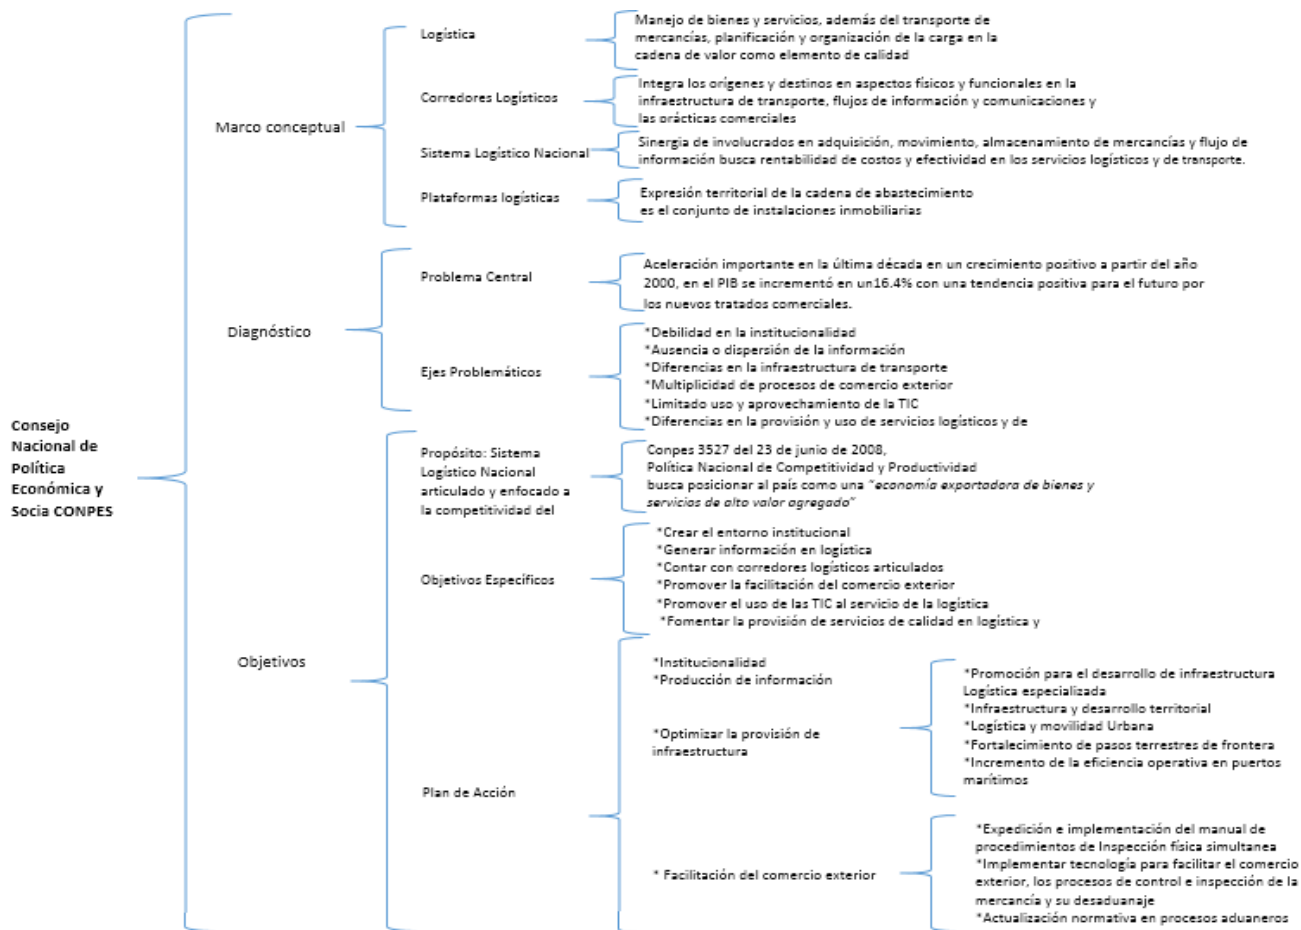 Consejo
Nacional de
Política
Económica y
Socia CONPES
Marco conceptual
Logística
Manejo de bienes y servicios, además del transporte de
mercancías, planificación y organización de la carga en la
cadena de valor como elemento de calidad
Corredores Logísticos
Integra los orígenes y destinos en aspectos físicos y funcionales en la
infraestructura de transporte, flujos de información y comunicaciones y
las prácticas comerciales
Sistema Logístico Nacional
Sinergia de involucrados en adquisición, movimiento, almacenamiento de mercancías y flujo de
información busca rentabilidad de costos y efectividad en los servicios logísticos y de transporte.
Plataformas logísticas
Expresión territorial de la cadena de abastecimiento
es el conjunto de instalaciones inmobiliarias
Diagnóstico
Problema Central
Aceleración importante en la última década en un crecimiento positivo a partir del año
2000, en el PIB se incrementó en un16.4% con una tendencia positiva para el futuro por
los nuevos tratados comerciales.
Ejes Problemáticos
*Debilidad en la institucionalidad
*Ausencia o dispersión de la información
*Diferencias en la infraestructura de transporte
*Multiplicidad de procesos de comercio exterior
*Limitado uso y aprovechamiento de la TIC
*Diferencias en la provisión y uso de servicios logísticos y de
Objetivos
Propósito: Sistema
Logístico Nacional
articulado y enfocado a
la competitividad del
Conpes 3527 del 23 de junio de 2008,
Política Nacional de Competitividad y Productividad
busca posicionar al país como una "economía exportadora de bienes y
servicios de alto valor agregado"
Objetivos Específicos
*Crear el entorno institucional
*Generar información en logística
*Contar con corredores logísticos articulados
*Promover la facilitación del comercio exterior
*Promover el uso de las TIC al servicio de la logística
*Fomentar la provisión de servicios de calidad en logística y
Plan de Acción
*Institucionalidad
*Producción de información
*Optimizar la provisión de
infraestructura
*Promoción para el desarrollo de infraestructura
Logística especializada
*Infraestructura y desarrollo territorial
*Logística y movilidad Urbana
*Fortalecimiento de pasos terrestres de frontera
*Incremento de la eficiencia operativa en puertos
marítimos
* Facilitación del comercio exterior
*Expedición e implementación del manual de
procedimientos de Inspección física simultanea
*Implementar tecnología para facilitar el comercio
exterior, los procesos de control e inspección de la
mercancía y su desaduanaje
*Actualización normativa en procesos aduaneros